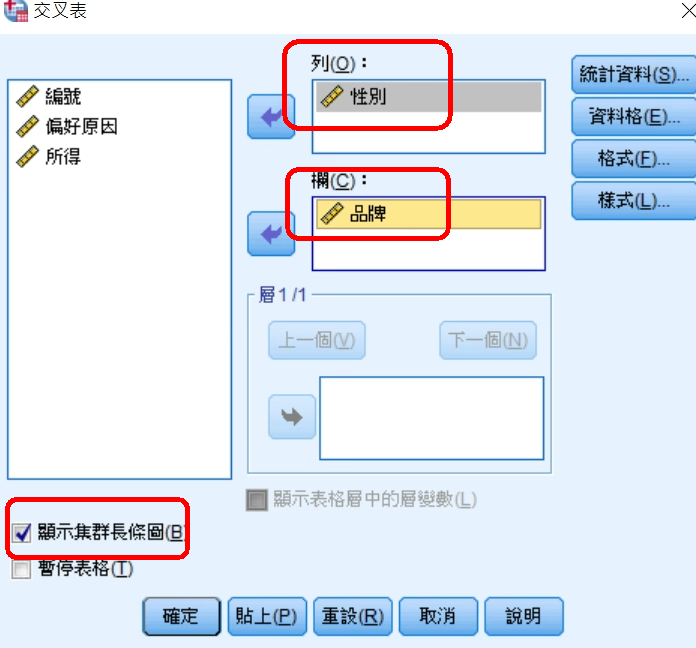 交叉表
編號
偏好原因
所得
列(O)：
性別
欄(C)：
品牌
層1/1
上一個(V)
下一個(N)
顯示表格層中的層變數(L)
統計資料(S)...
資料格(E)...
格式(F)...
樣式(L)...
顯示集群長條圖(B)
暫停表格(T)
確定
貼上(P)
重設(R)
取消
說明